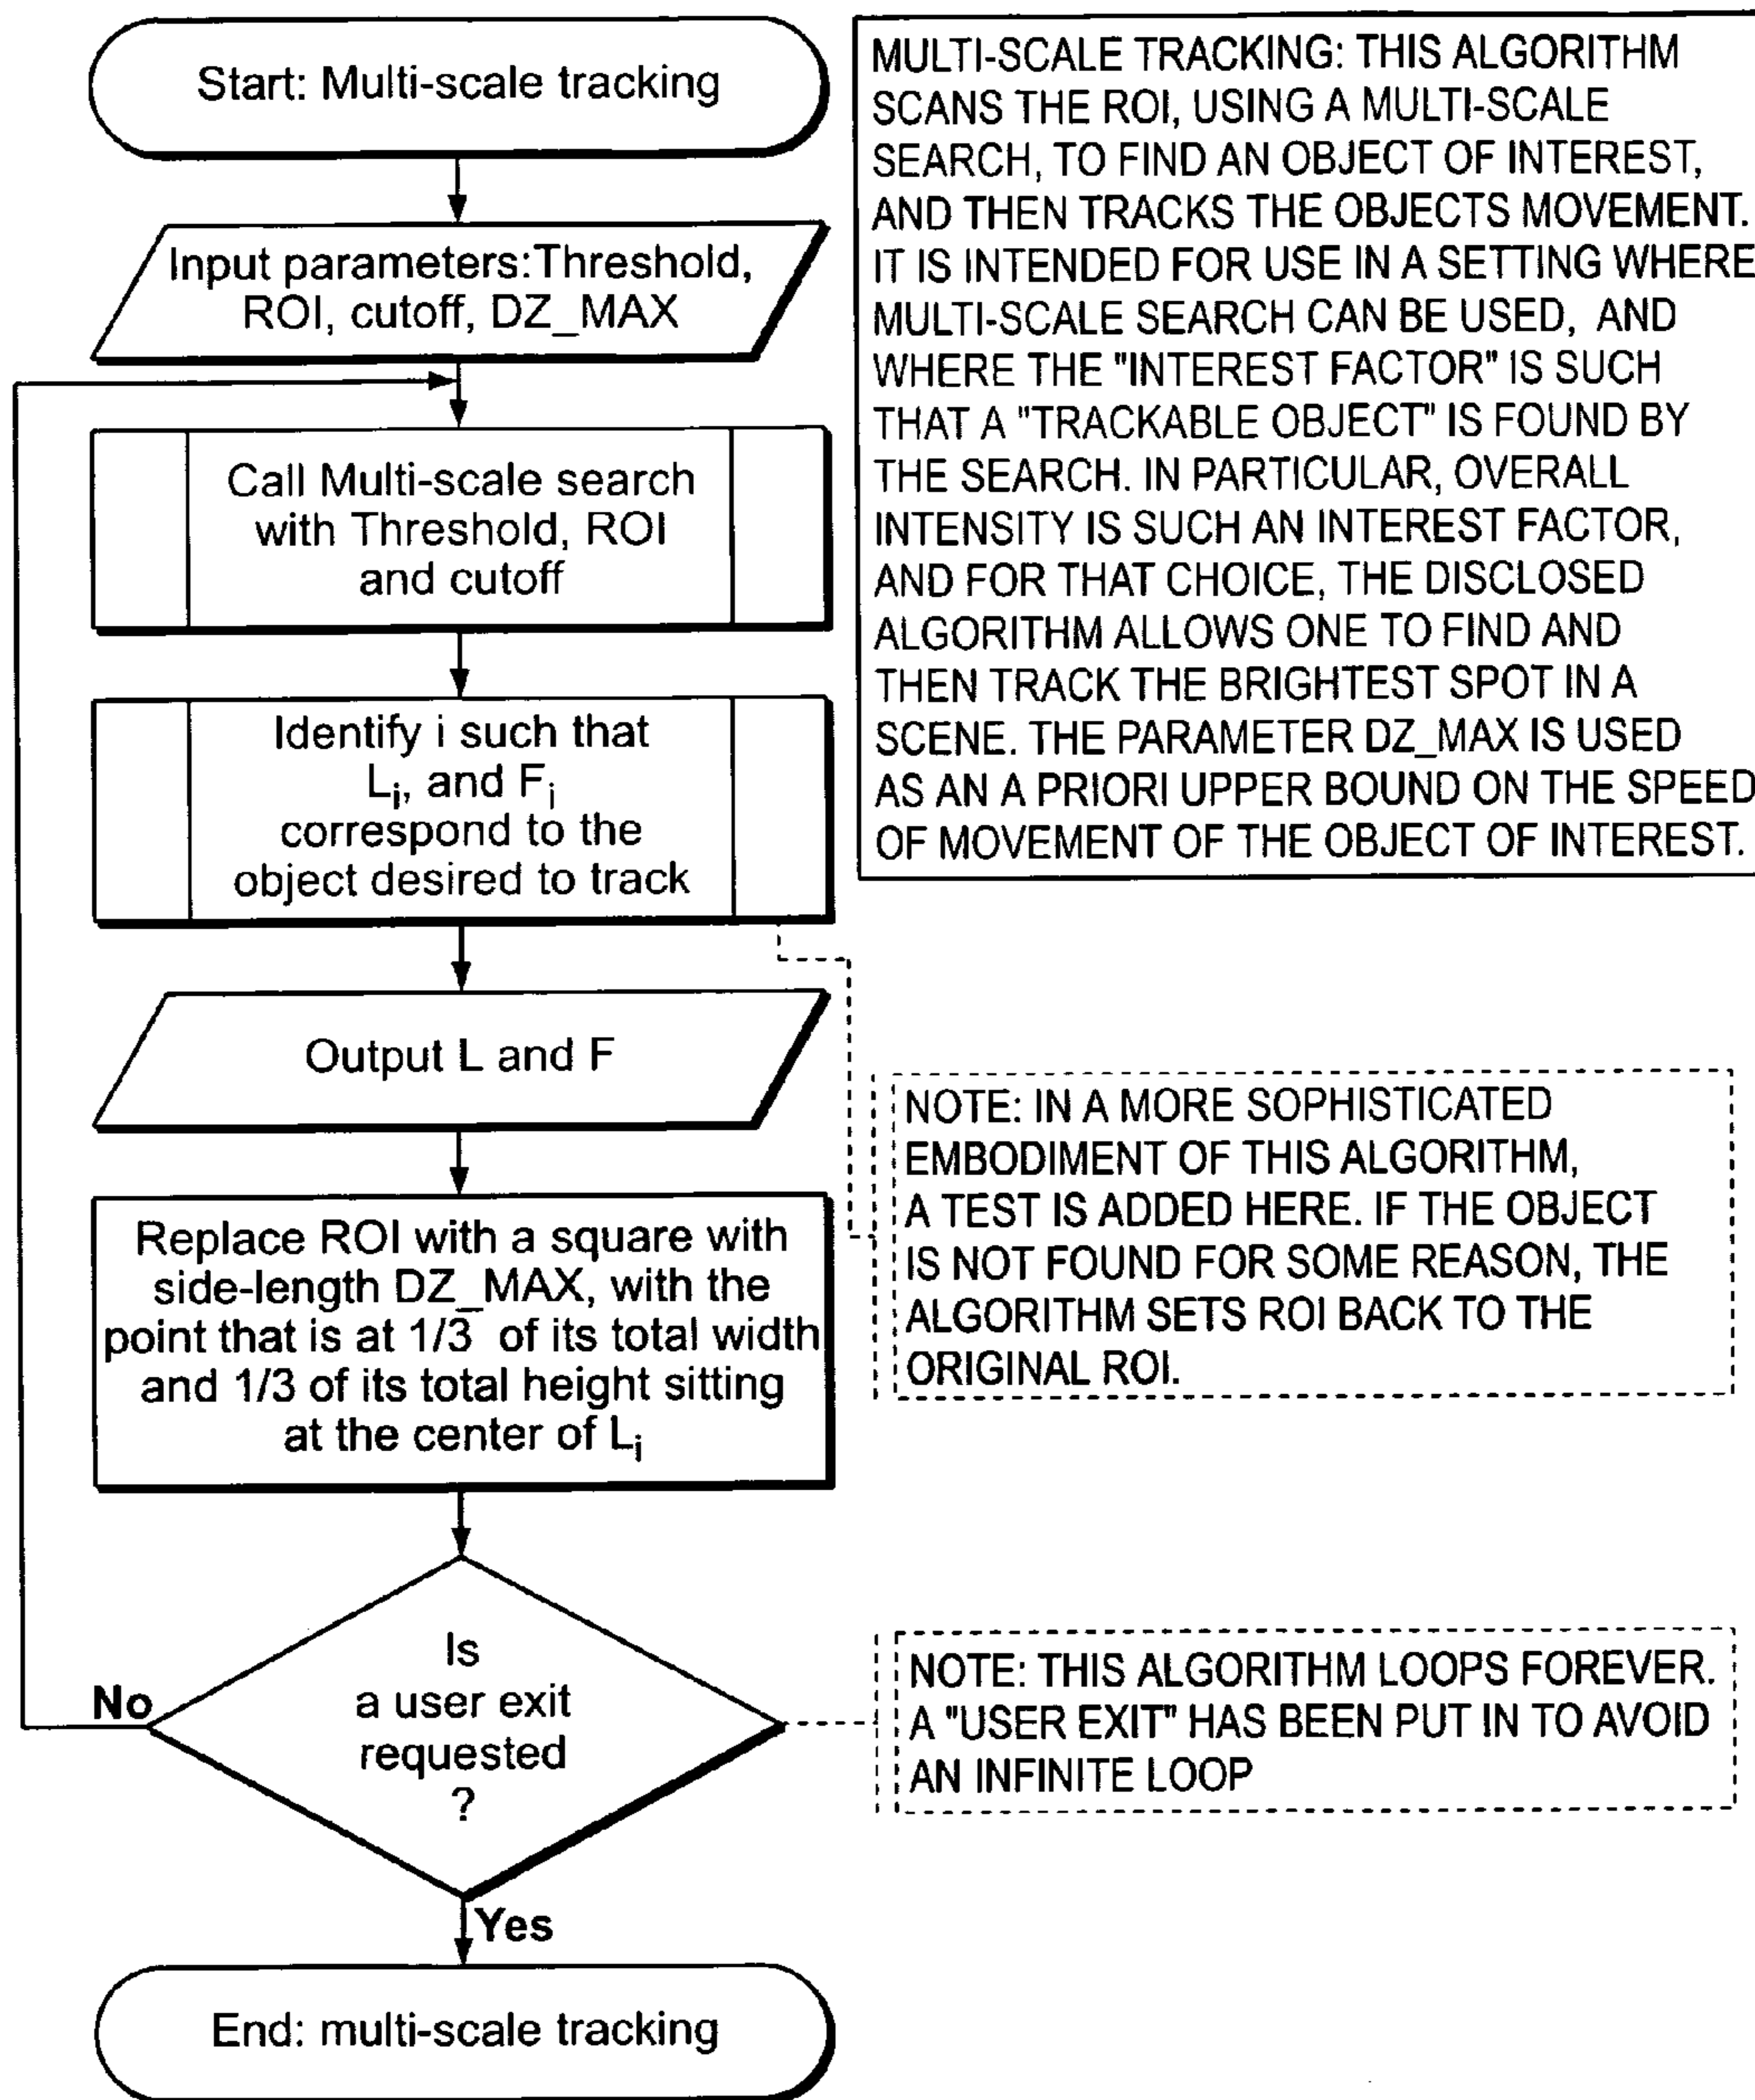 Start: Multi-scale tracking
Input parameters:Threshold,
ROI, cutoff, DZ_MAX
Call Multi-scale search
with Threshold, ROI
and cutoff
Identify i such that
Li, and Fi
correspond to the
object desired to track
Output L and F
Replace ROI with a square with
side-length DZ_MAX, with the
point that is at 1/3 of its total width
and 1/3 of its total height sitting
at the center of Li
Is
a user exit
requested
?
No
Yes
End: multi-scale tracking
MULTI-SCALE TRACKING: THIS ALGORITHM
SCANS THE ROI, USING A MULTI-SCALE
SEARCH, TO FIND AN OBJECT OF INTEREST,
AND THEN TRACKS THE OBJECTS MOVEMENT.
IT IS INTENDED FOR USE IN A SETTING WHERE
MULTI-SCALE SEARCH CAN BE USED, AND
WHERE THE "INTEREST FACTOR" IS SUCH
THAT A "TRACKABLE OBJECT" IS FOUND BY
THE SEARCH. IN PARTICULAR, OVERALL
INTENSITY IS SUCH AN INTEREST FACTOR,
AND FOR THAT CHOICE, THE DISCLOSED
ALGORITHM ALLOWS ONE TO FIND AND
THEN TRACK THE BRIGHTEST SPOT IN A
SCENE. THE PARAMETER DZ_MAX IS USED
AS AN A PRIORI UPPER BOUND ON THE SPEED
OF MOVEMENT OF THE OBJECT OF INTEREST.
NOTE: IN A MORE SOPHISTICATED
EMBODIMENT OF THIS ALGORITHM,
A TEST IS ADDED HERE. IF THE OBJECT
IS NOT FOUND FOR SOME REASON, THE
ALGORITHM SETS ROI BACK TO THE
ORIGINAL ROI.
NOTE: THIS ALGORITHM LOOPS FOREVER.
A "USER EXIT" HAS BEEN PUT IN TO AVOID
AN INFINITE LOOP